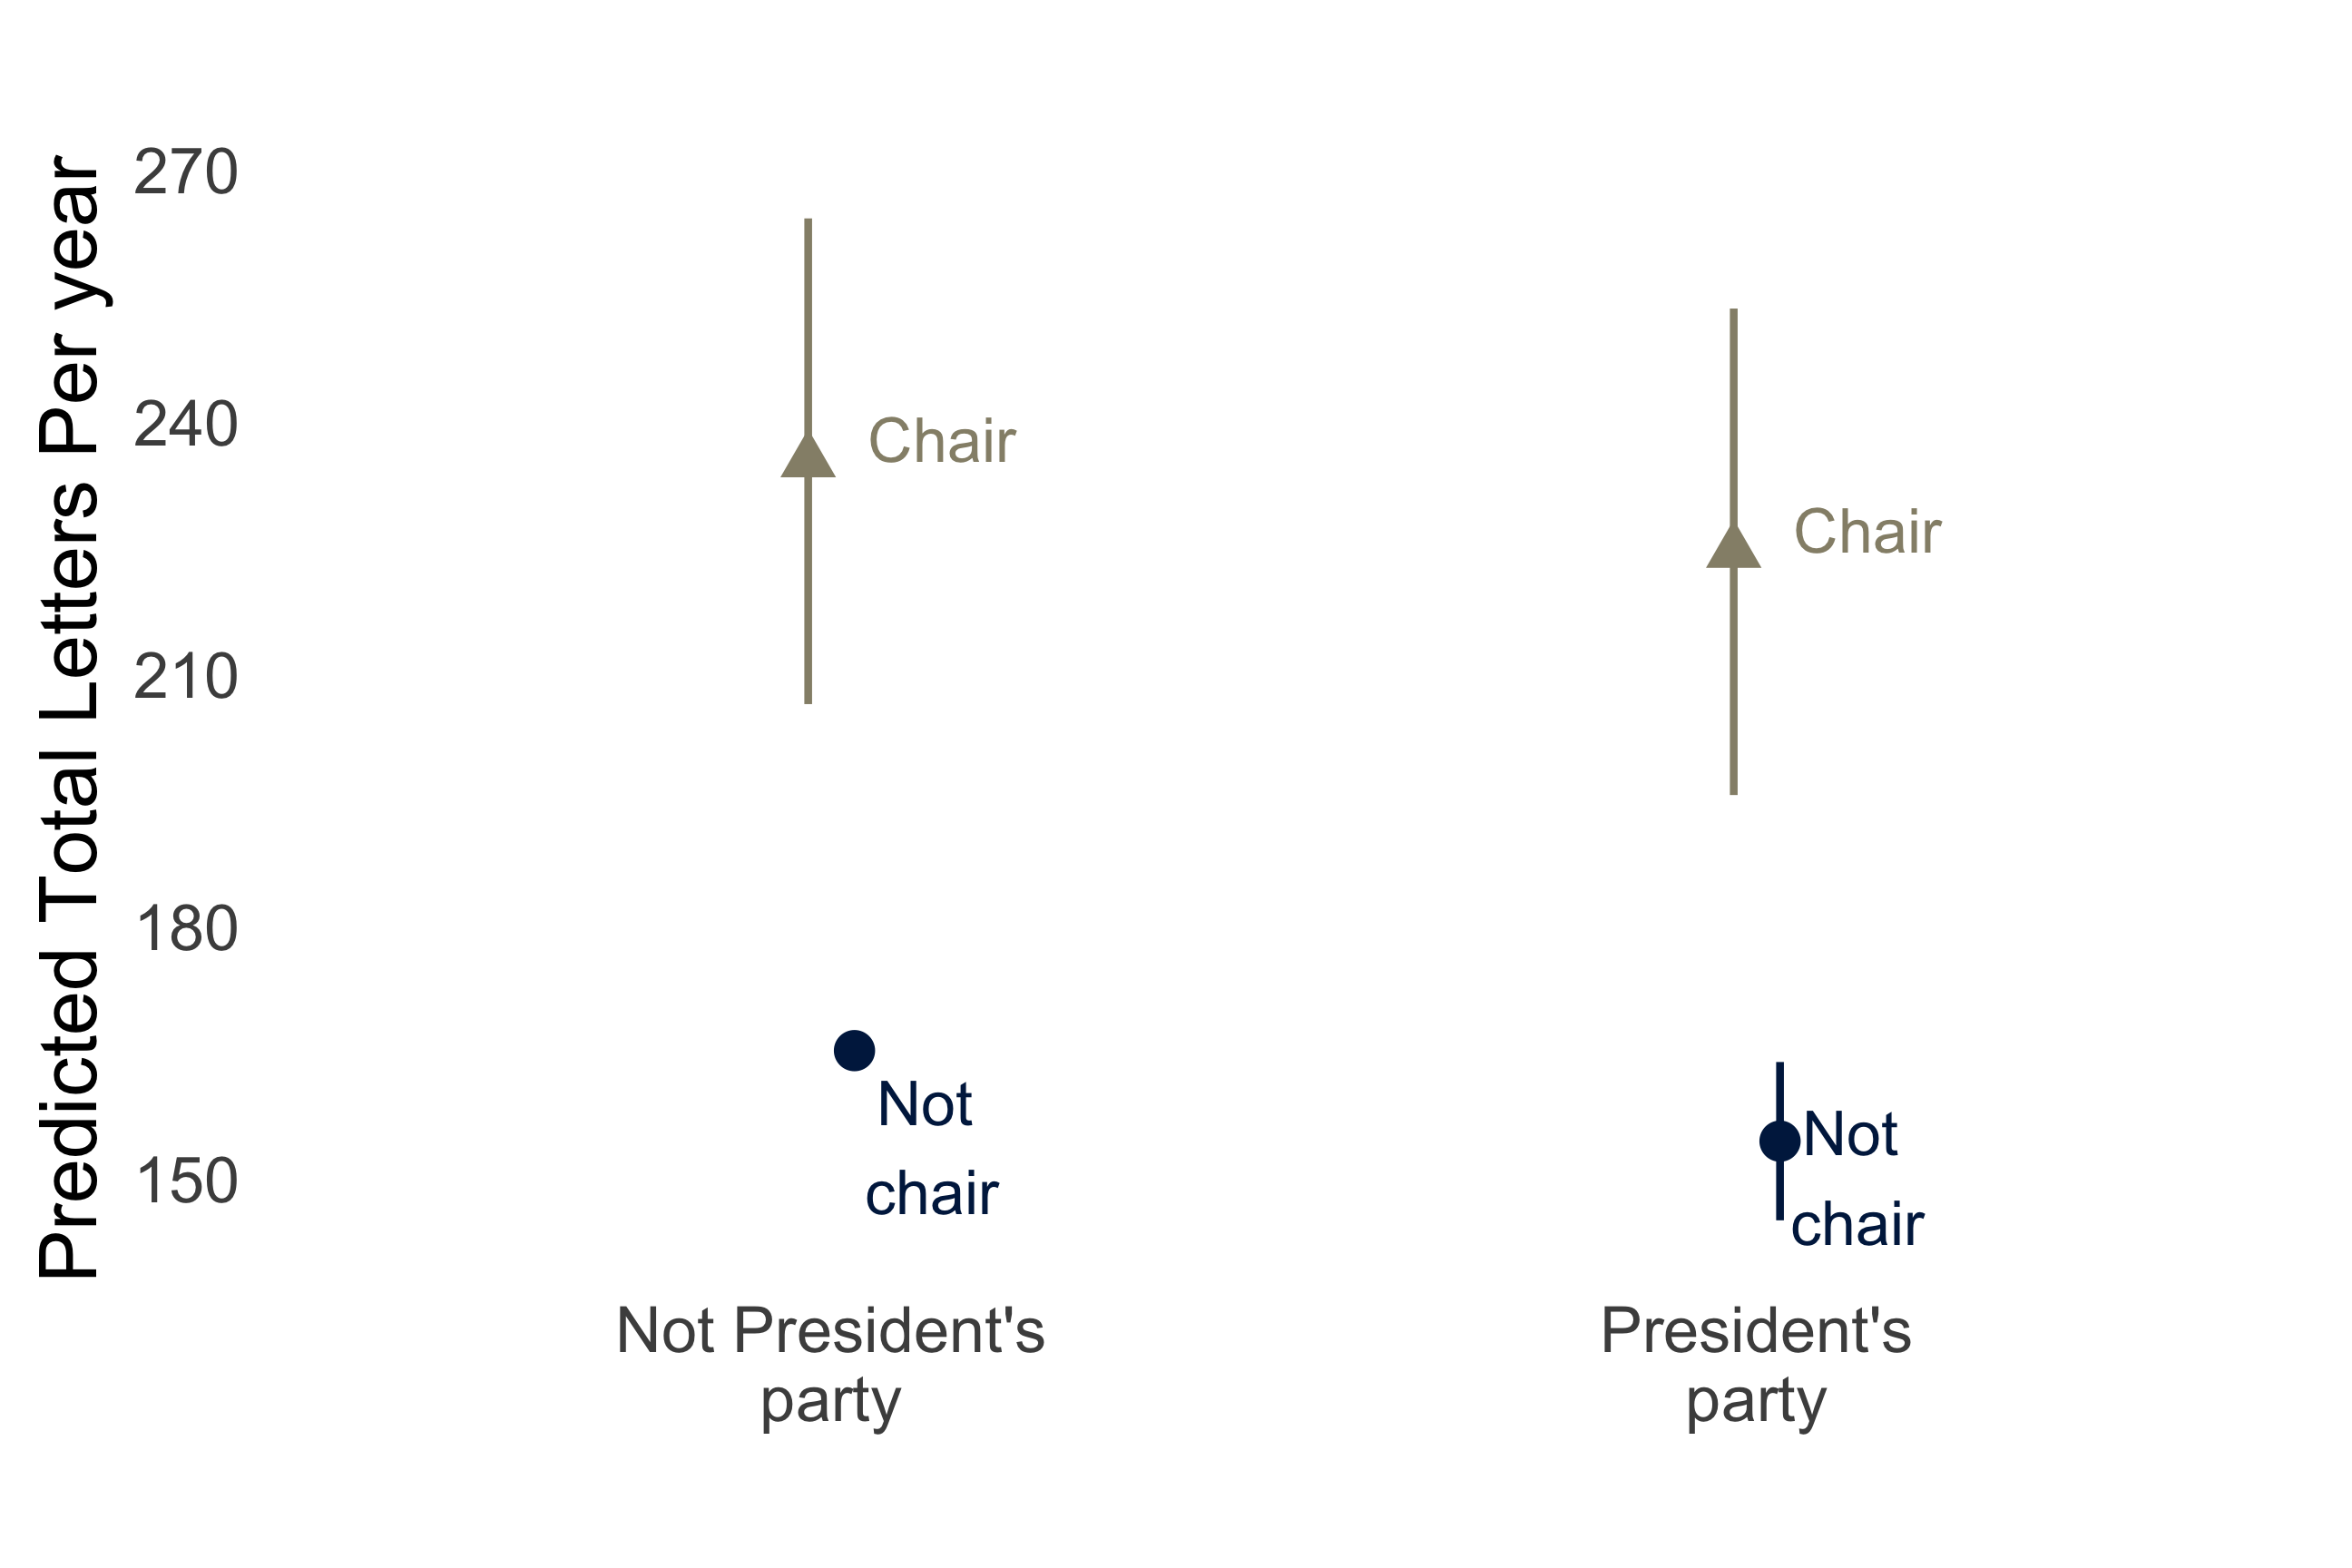 Predicted Total Letters Per year
270
240
210
180
150
Chair
Not
chair
Chair
Not
chair
Not President's
party
President's
party